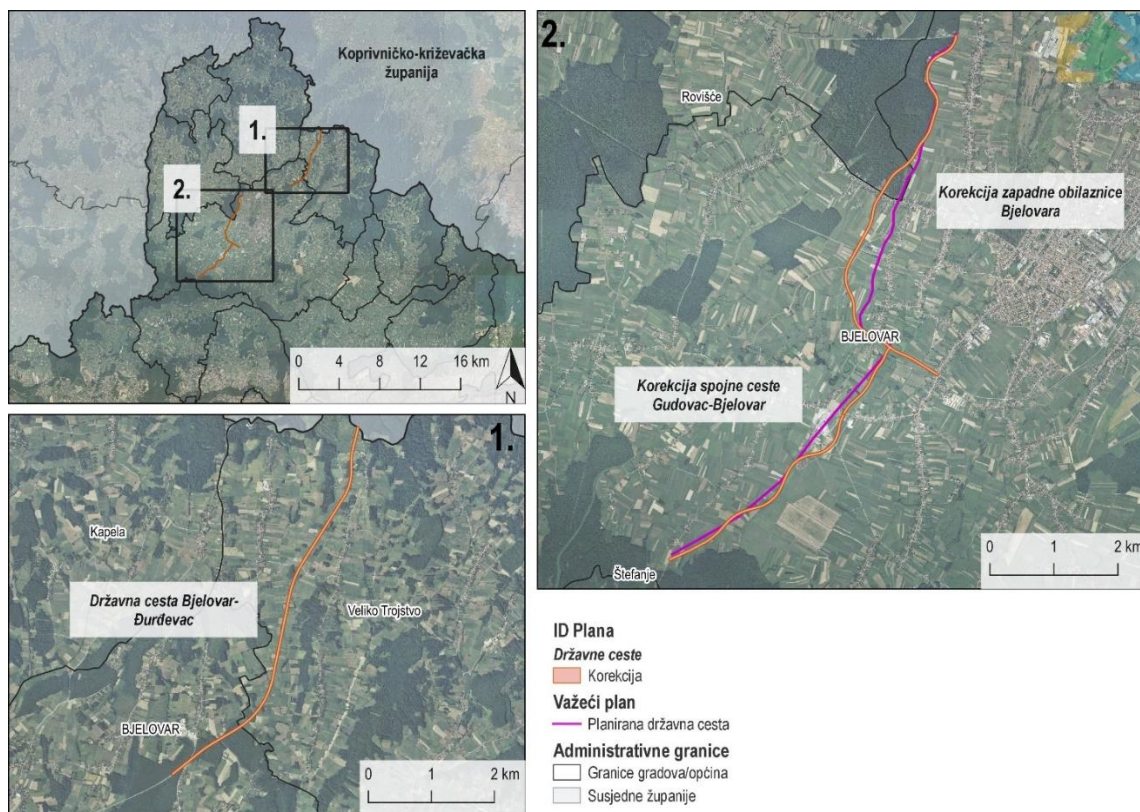 Koprivničko-križevačka
županija
1.
2.
0 4 8 12 16 km
N
1.
Kapela
Državna cesta Bjelovar-
Đurđevac
Veliko Trojstvo
BJELOVAR
0 1 2 km
2.
Rovišće
Korekcija zapadne obilaznice
Bjelovara
BJELOVAR
Korekcija spojne ceste
Gudovac-Bjelovar
Štefanje
0 1 2 km
ID Plana
Državne ceste
Korekcija
Važeći plan
Planirana državna cesta
Administrativne granice
Granice gradova/općina
Susjedne županije